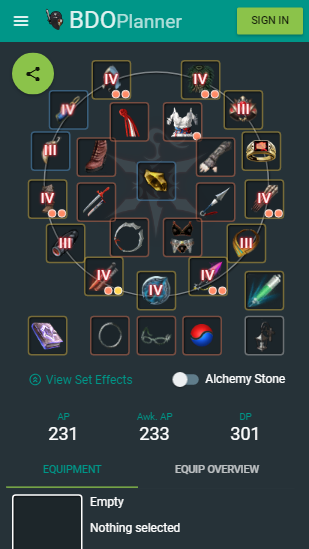 BDOPlanner
SIGN IN
IV IV
IV III
III
IV IV
III III
IV IV IV
View Set Effects
Alchemy Stone
AP Awk. AP DP
231 233 301
EQUIPMENT EQUIP OVERVIEW
Empty
Nothing selected